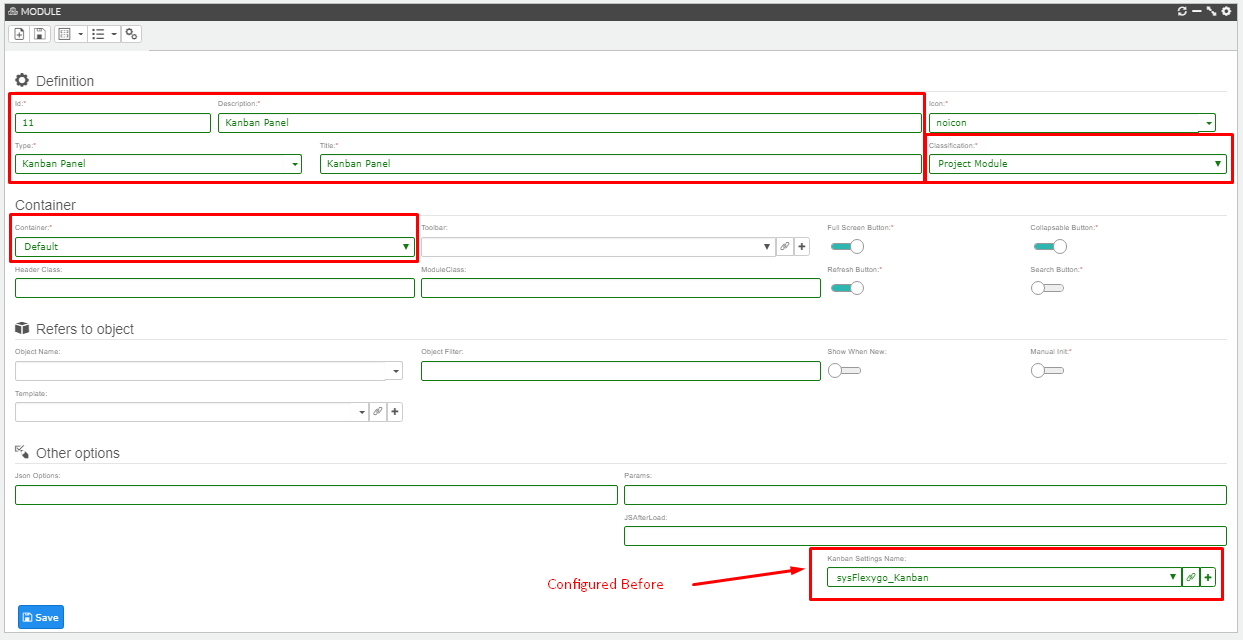 MODULE
Definition
Id:* Description:* Icon:*
11 Kanban Panel noicon
Type:* Title:* Classification:*
Kanban Panel Kanban Panel Project Module
Container
Container:* Toolbar: Full Screen Button:* Collapsable Button:*
Default
Header Class: ModuleClass: Refresh Button:* Search Button:*
Refers to object
Object Name: Object Filter: Show When New: Manual Init:*
Template:
Other options
Json Options: Params:
JSAfterLoad:
Kanban Settings Name:
Configured Before sysFlexygo_Kanban
Save